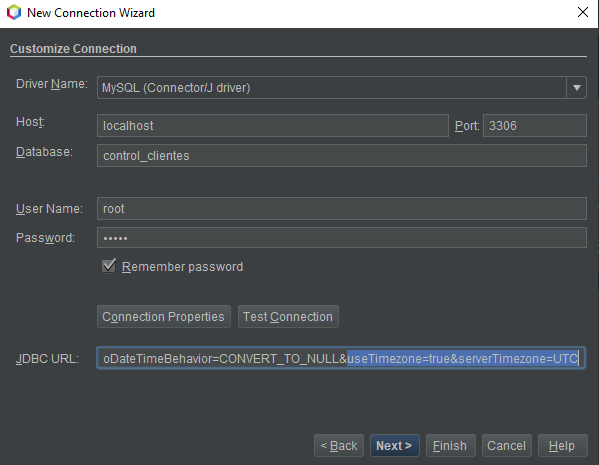 New Connection Wizard
Customize Connection
Driver Name: MySQL (Connector/J driver)
Host: localhost Port: 3306
Database: control_clientes
User Name: root
Password: •••••
Remember password
Connection Properties Test Connection
JDBC URL: oDateTimeBehavior=CONVERT_TO_NULL&useTimezone=true&serverTimezone=UTC
< Back Next > Finish Cancel Help